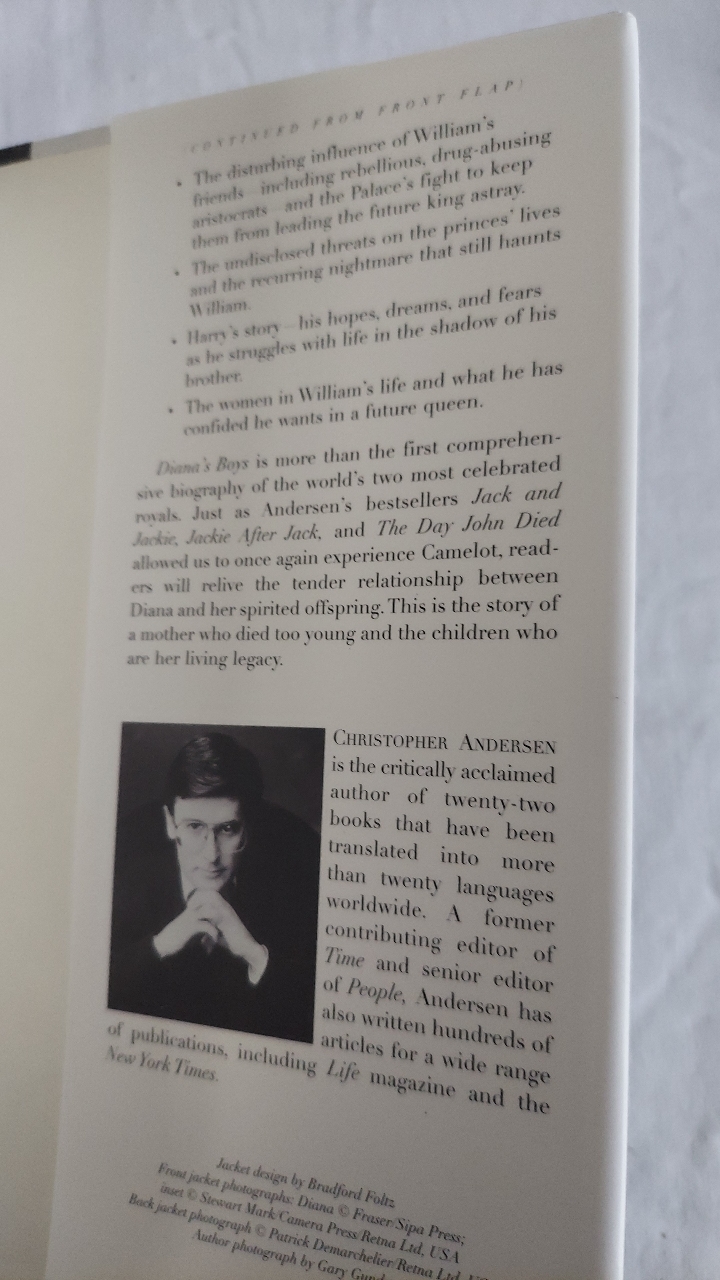 (CONTINUED FROM FRONT FLAP)
• The disturbing influence of William's
friends—including rebellious, drug-abusing
aristocrats—and the Palace's fight to keep
them from leading the future king astray.
• The undisclosed threats on the princes' lives
and the recurring nightmare that still haunts
William.
• Harry's story—his hopes, dreams, and fears
as he struggles with life in the shadow of his
brother.
• The women in William's life and what he has
confided he wants in a future queen.
Diana's Boys is more than the first comprehen-
sive biography of the world's two most celebrated
royals. Just as Andersen's bestsellers Jack and
Jackie, Jackie After Jack, and The Day John Died
allowed us to once again experience Camelot, read-
ers will relive the tender relationship between
Diana and her spirited offspring. This is the story of
a mother who died too young and the children who
are her living legacy.
CHRISTOPHER ANDERSEN
is the critically acclaimed
author of twenty-two
books that have been
translated into more
than twenty languages
worldwide. A former
contributing editor of
Time and senior editor
of People, Andersen has
also written hundreds of
articles for a wide range
of publications, including Life magazine and the
New York Times.
Jacket design by Bradford Foltz
Front jacket photographs: Diana © Fraser/Sipa Press;
inset © Stewart Mark/Camera Press/Retna Ltd, USA
Back jacket photograph © Patrick Demarchelier/Retna Ltd,
Author photograph by Gary